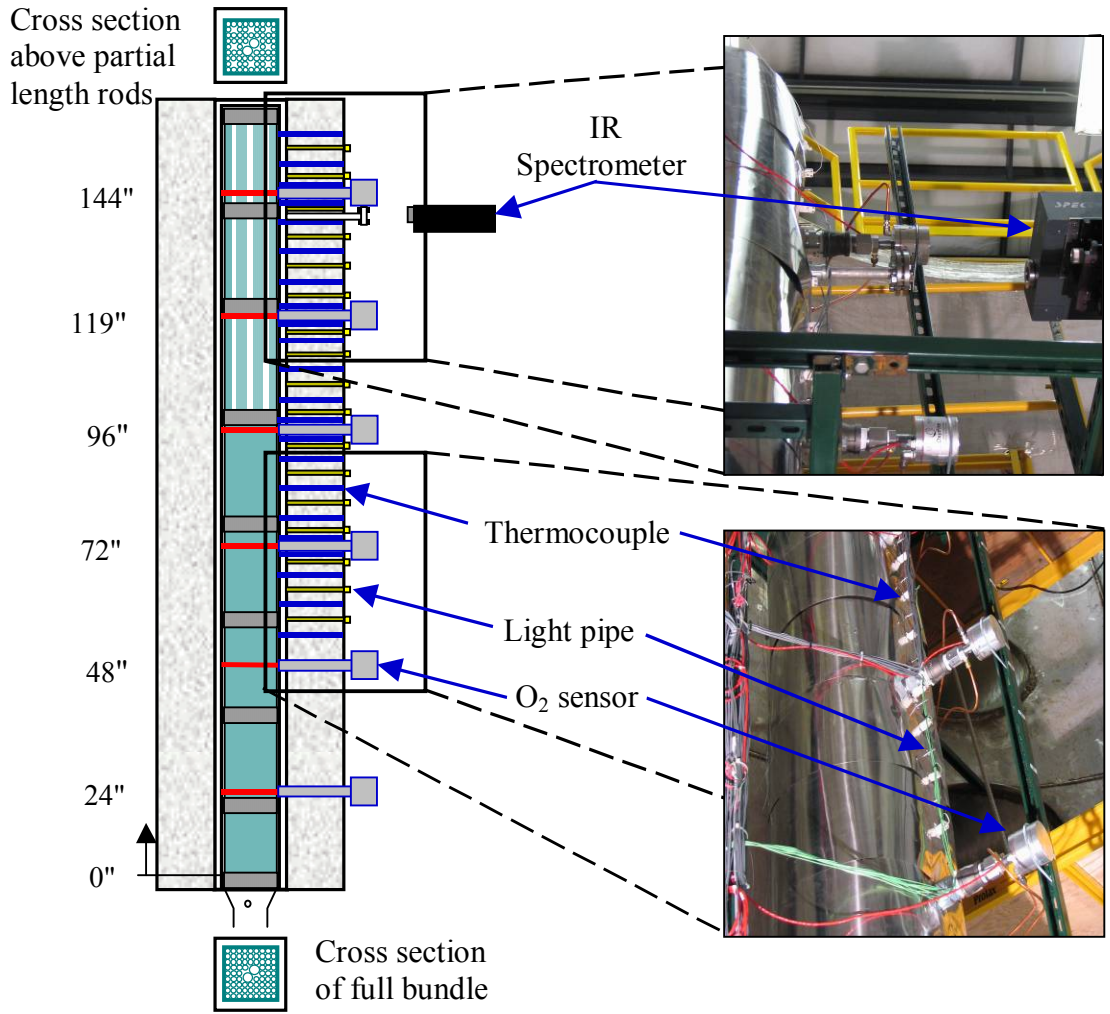 Cross section
above partial
length rods
IR
Spectrometer
144"
119"
96"
72"
48"
24"
0"
Thermocouple
Light pipe
O₂ sensor
SPEC
Cross section
of full bundle